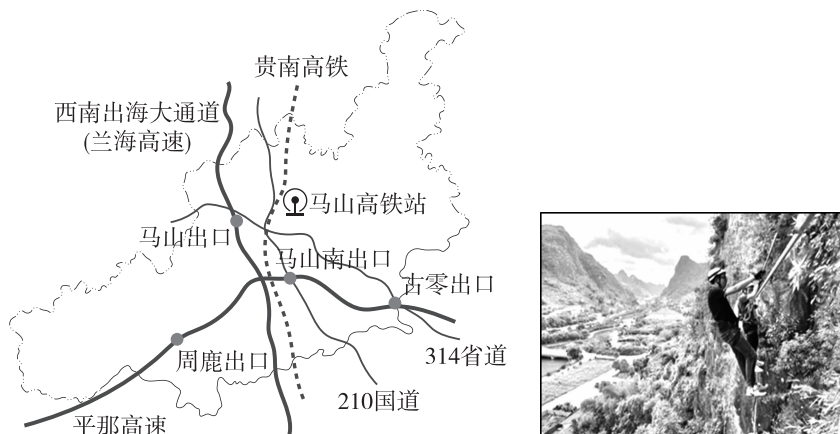 贵南高铁
西南出海大通道
(兰海高速)
马山高铁站
马山出口
马山南出口
古零出口
314省道
周鹿出口
210国道
平那高速